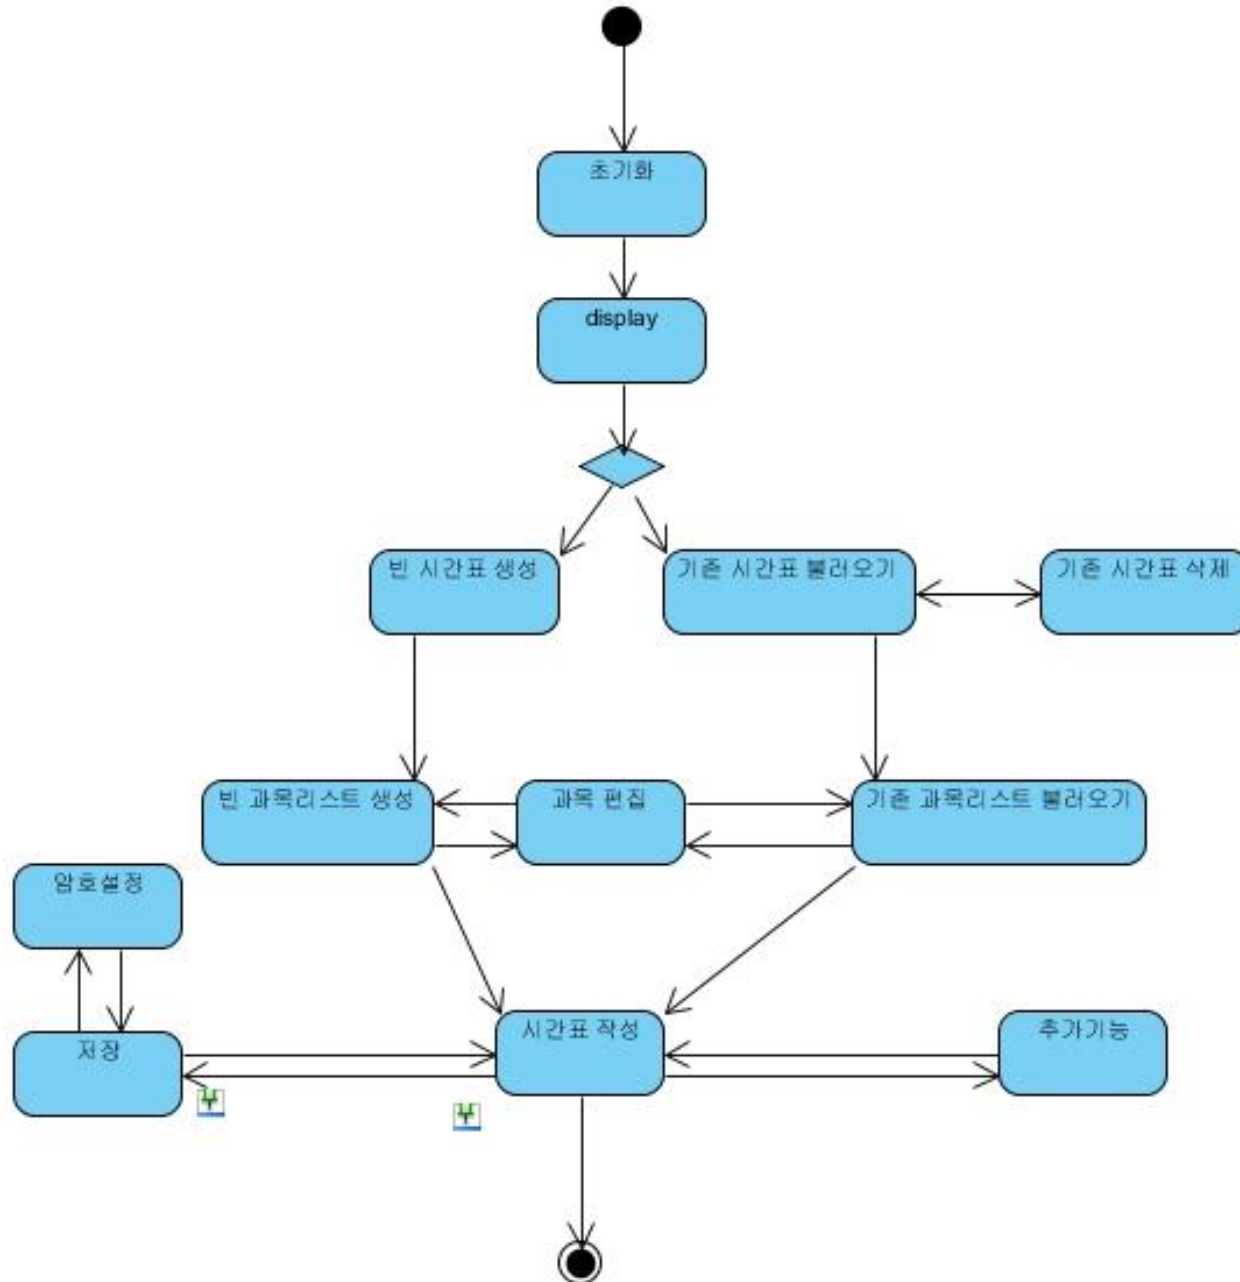 초기화
display
빈 시간표 생성
기존 시간표 불러오기
기존 시간표 삭제
빈 과목리스트 생성
과목 편집
기존 과목리스트 불러오기
암호설정
저장
시간표 작성
추가기능